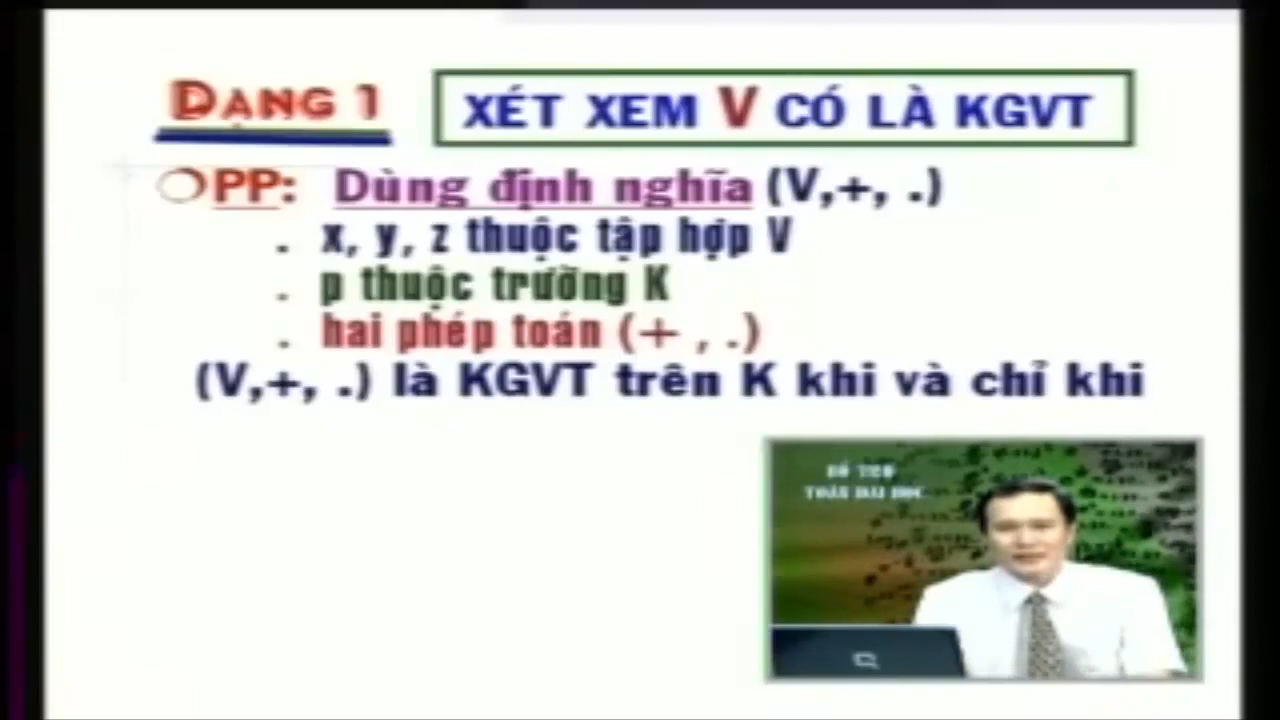 DẠNG 1
XÉT XEM V CÓ LÀ KGVT
PP: Dùng định nghĩa (V,+, .)
. x, y, z thuộc tập hợp V
. p thuộc trường K
. hai phép toán (+ , .)
(V,+, .) là KGVT trên K khi và chỉ khi